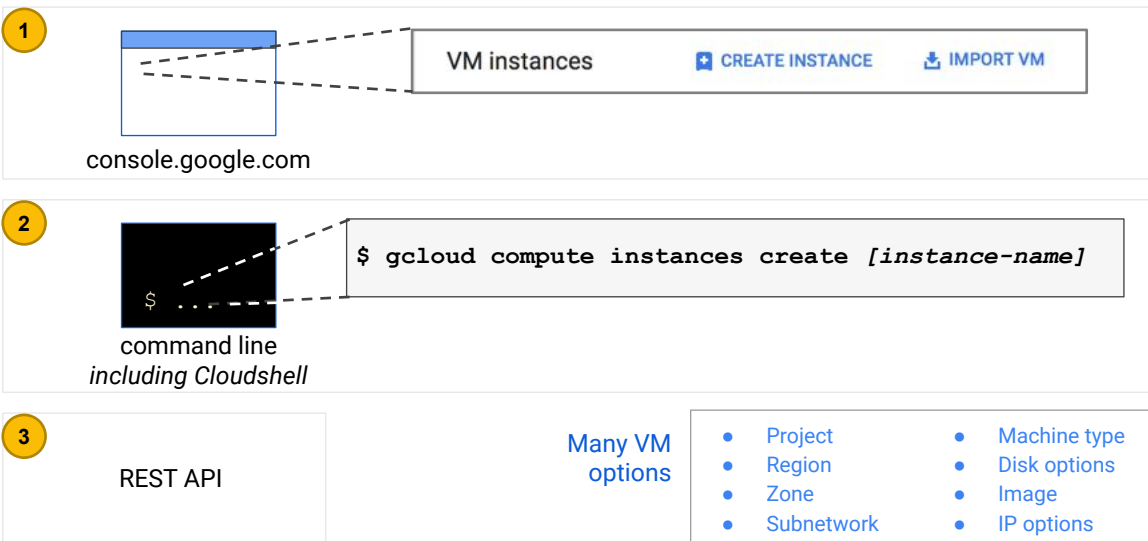 1
VM instances
CREATE INSTANCE
IMPORT VM
console.google.com
2
$ gcloud compute instances create [instance-name]
$ ...
command line
including Cloudshell
3
REST API
Many VM
options
● Project
● Region
● Zone
● Subnetwork
● Machine type
● Disk options
● Image
● IP options